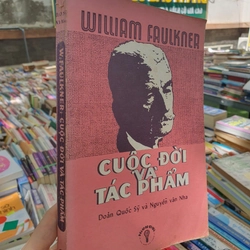 WILLIAM FAULKNER
CUỘC ĐỜI
VÀ
TÁC PHẨM
Doãn Quốc Sỹ và Nguyễn văn Nha
W. FAULKNER - CUỘC ĐỜI VÀ TÁC PHẨM